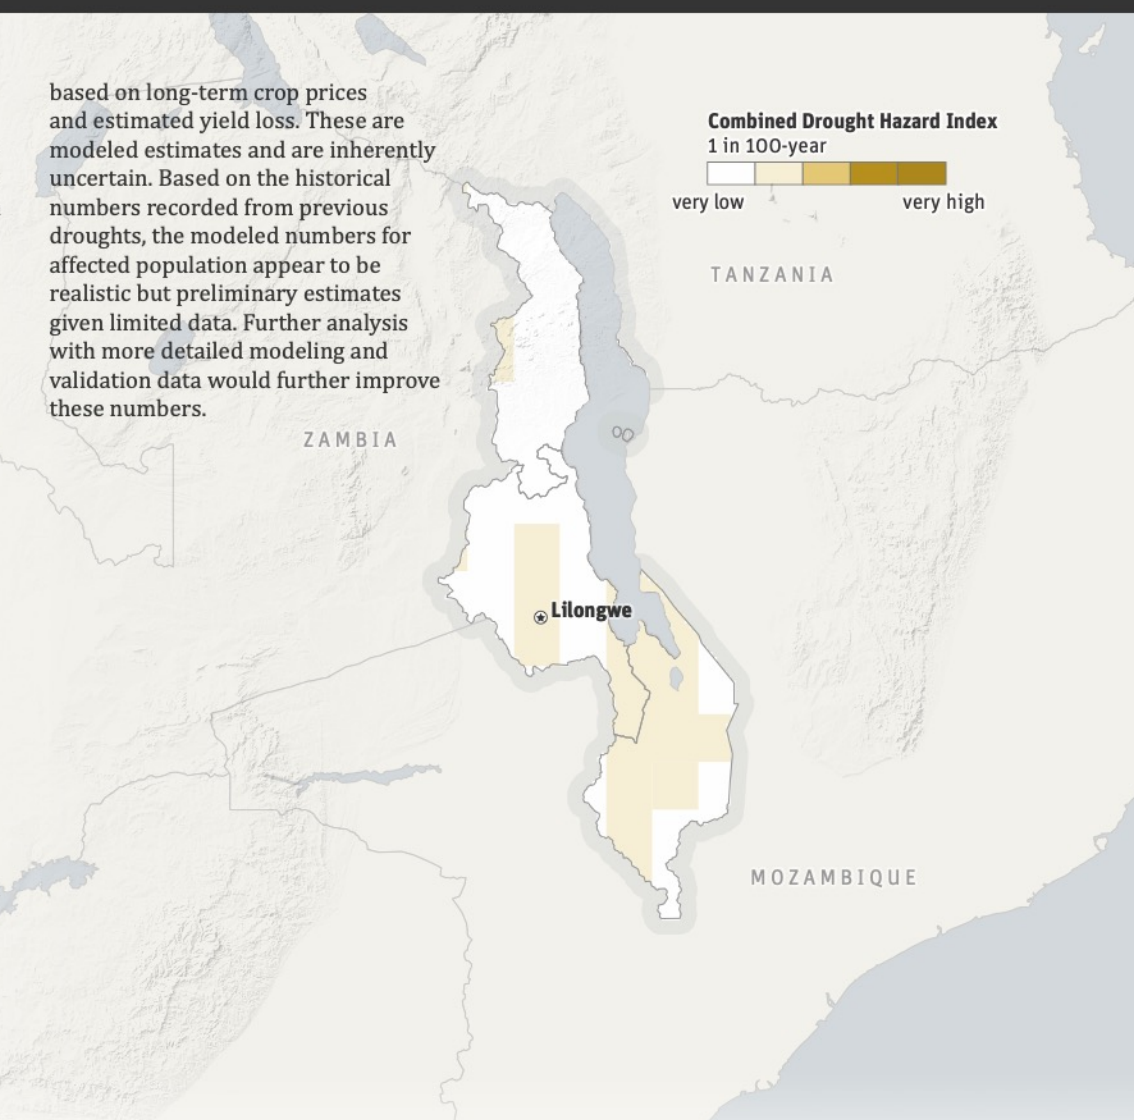 based on long-term crop prices
and estimated yield loss. These are
modeled estimates and are inherently
uncertain. Based on the historical
numbers recorded from previous
droughts, the modeled numbers for
affected population appear to be
realistic but preliminary estimates
given limited data. Further analysis
with more detailed modeling and
validation data would further improve
these numbers.
Combined Drought Hazard Index
1 in 100-year
very low very high
TANZANIA
ZAMBIA
Lilongwe
MOZAMBIQUE